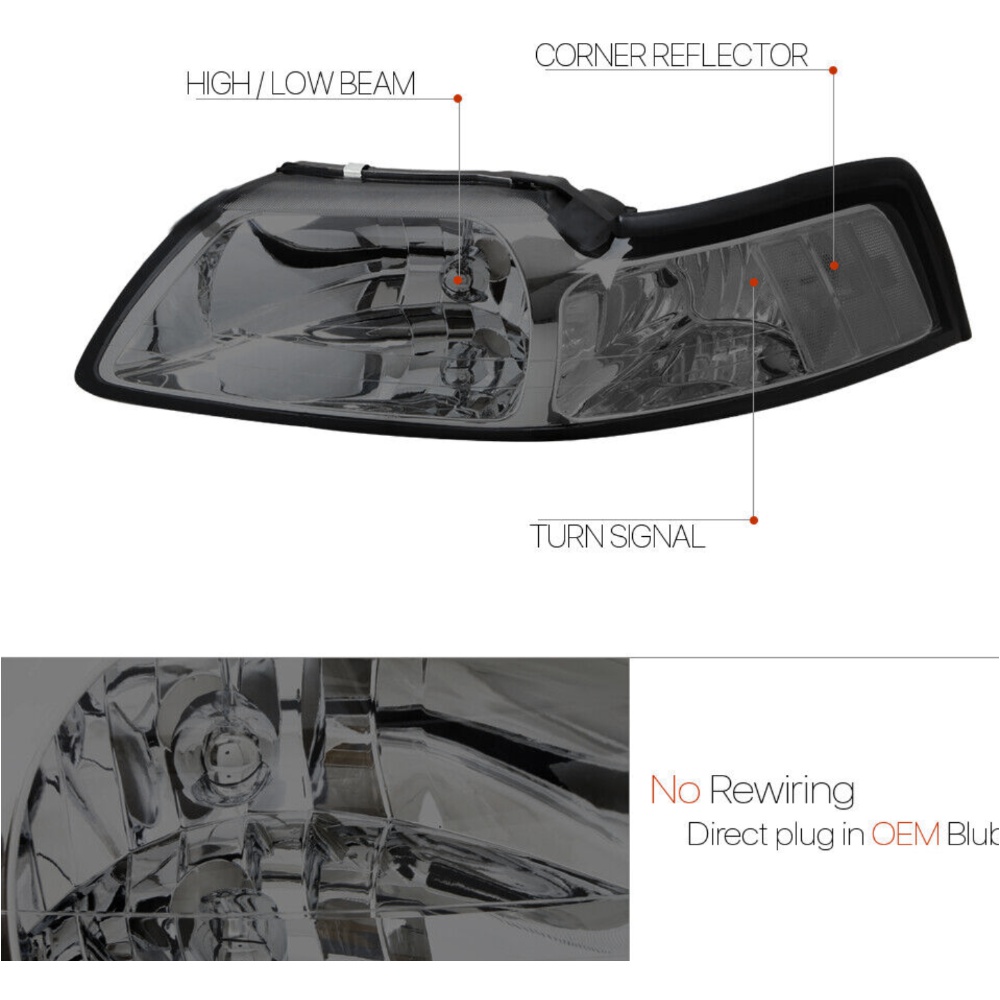 CORNER REFLECTOR
HIGH / LOW BEAM
TURN SIGNAL
No Rewiring
Direct plug in OEM Blub